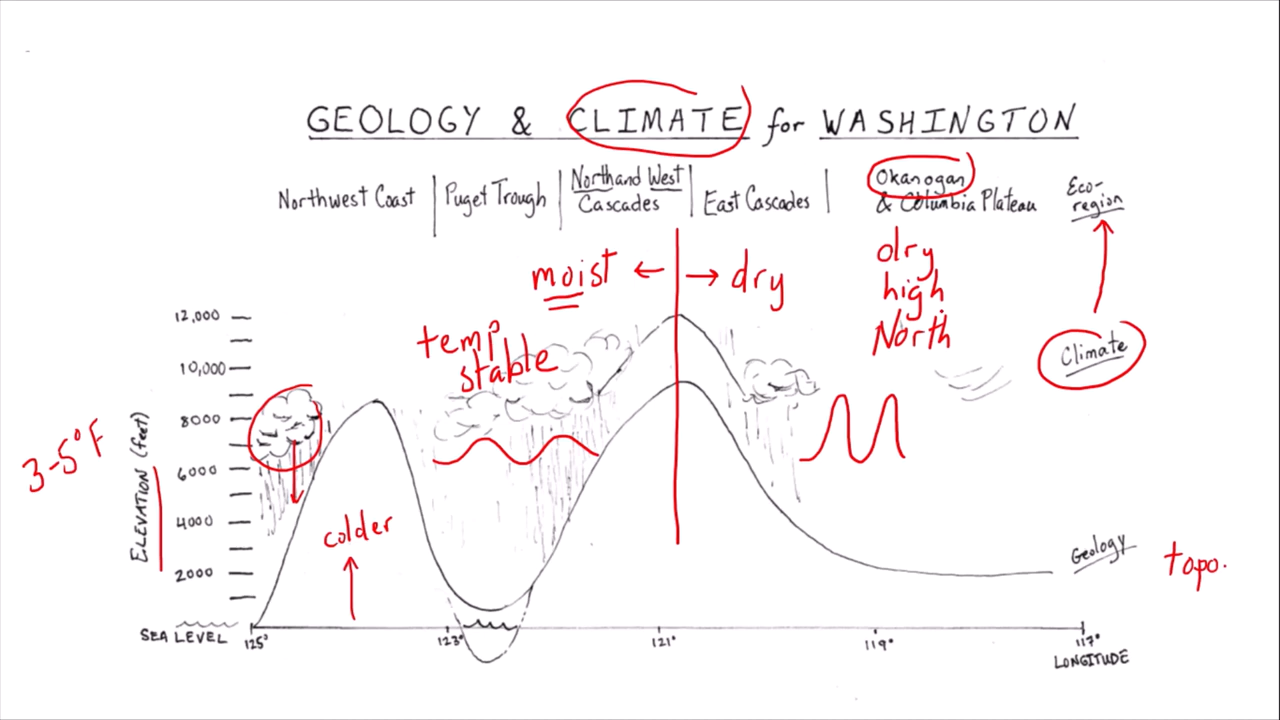 GEOLOGY & CLIMATE for WASHINGTON
Northwest Coast
Puget Trough
North and West
Cascades
East Cascades
Okanogan
& Columbia Plateau
Eco-
region
moist ← → dry
dry
high
North
temp
stable
Climate
12,000
10,000
8000
6000
4000
2000
ELEVATION (feet)
3-5°F
colder
Geology
topo.
SEA LEVEL
125° 123° 121° 119° 117°
LONGITUDE